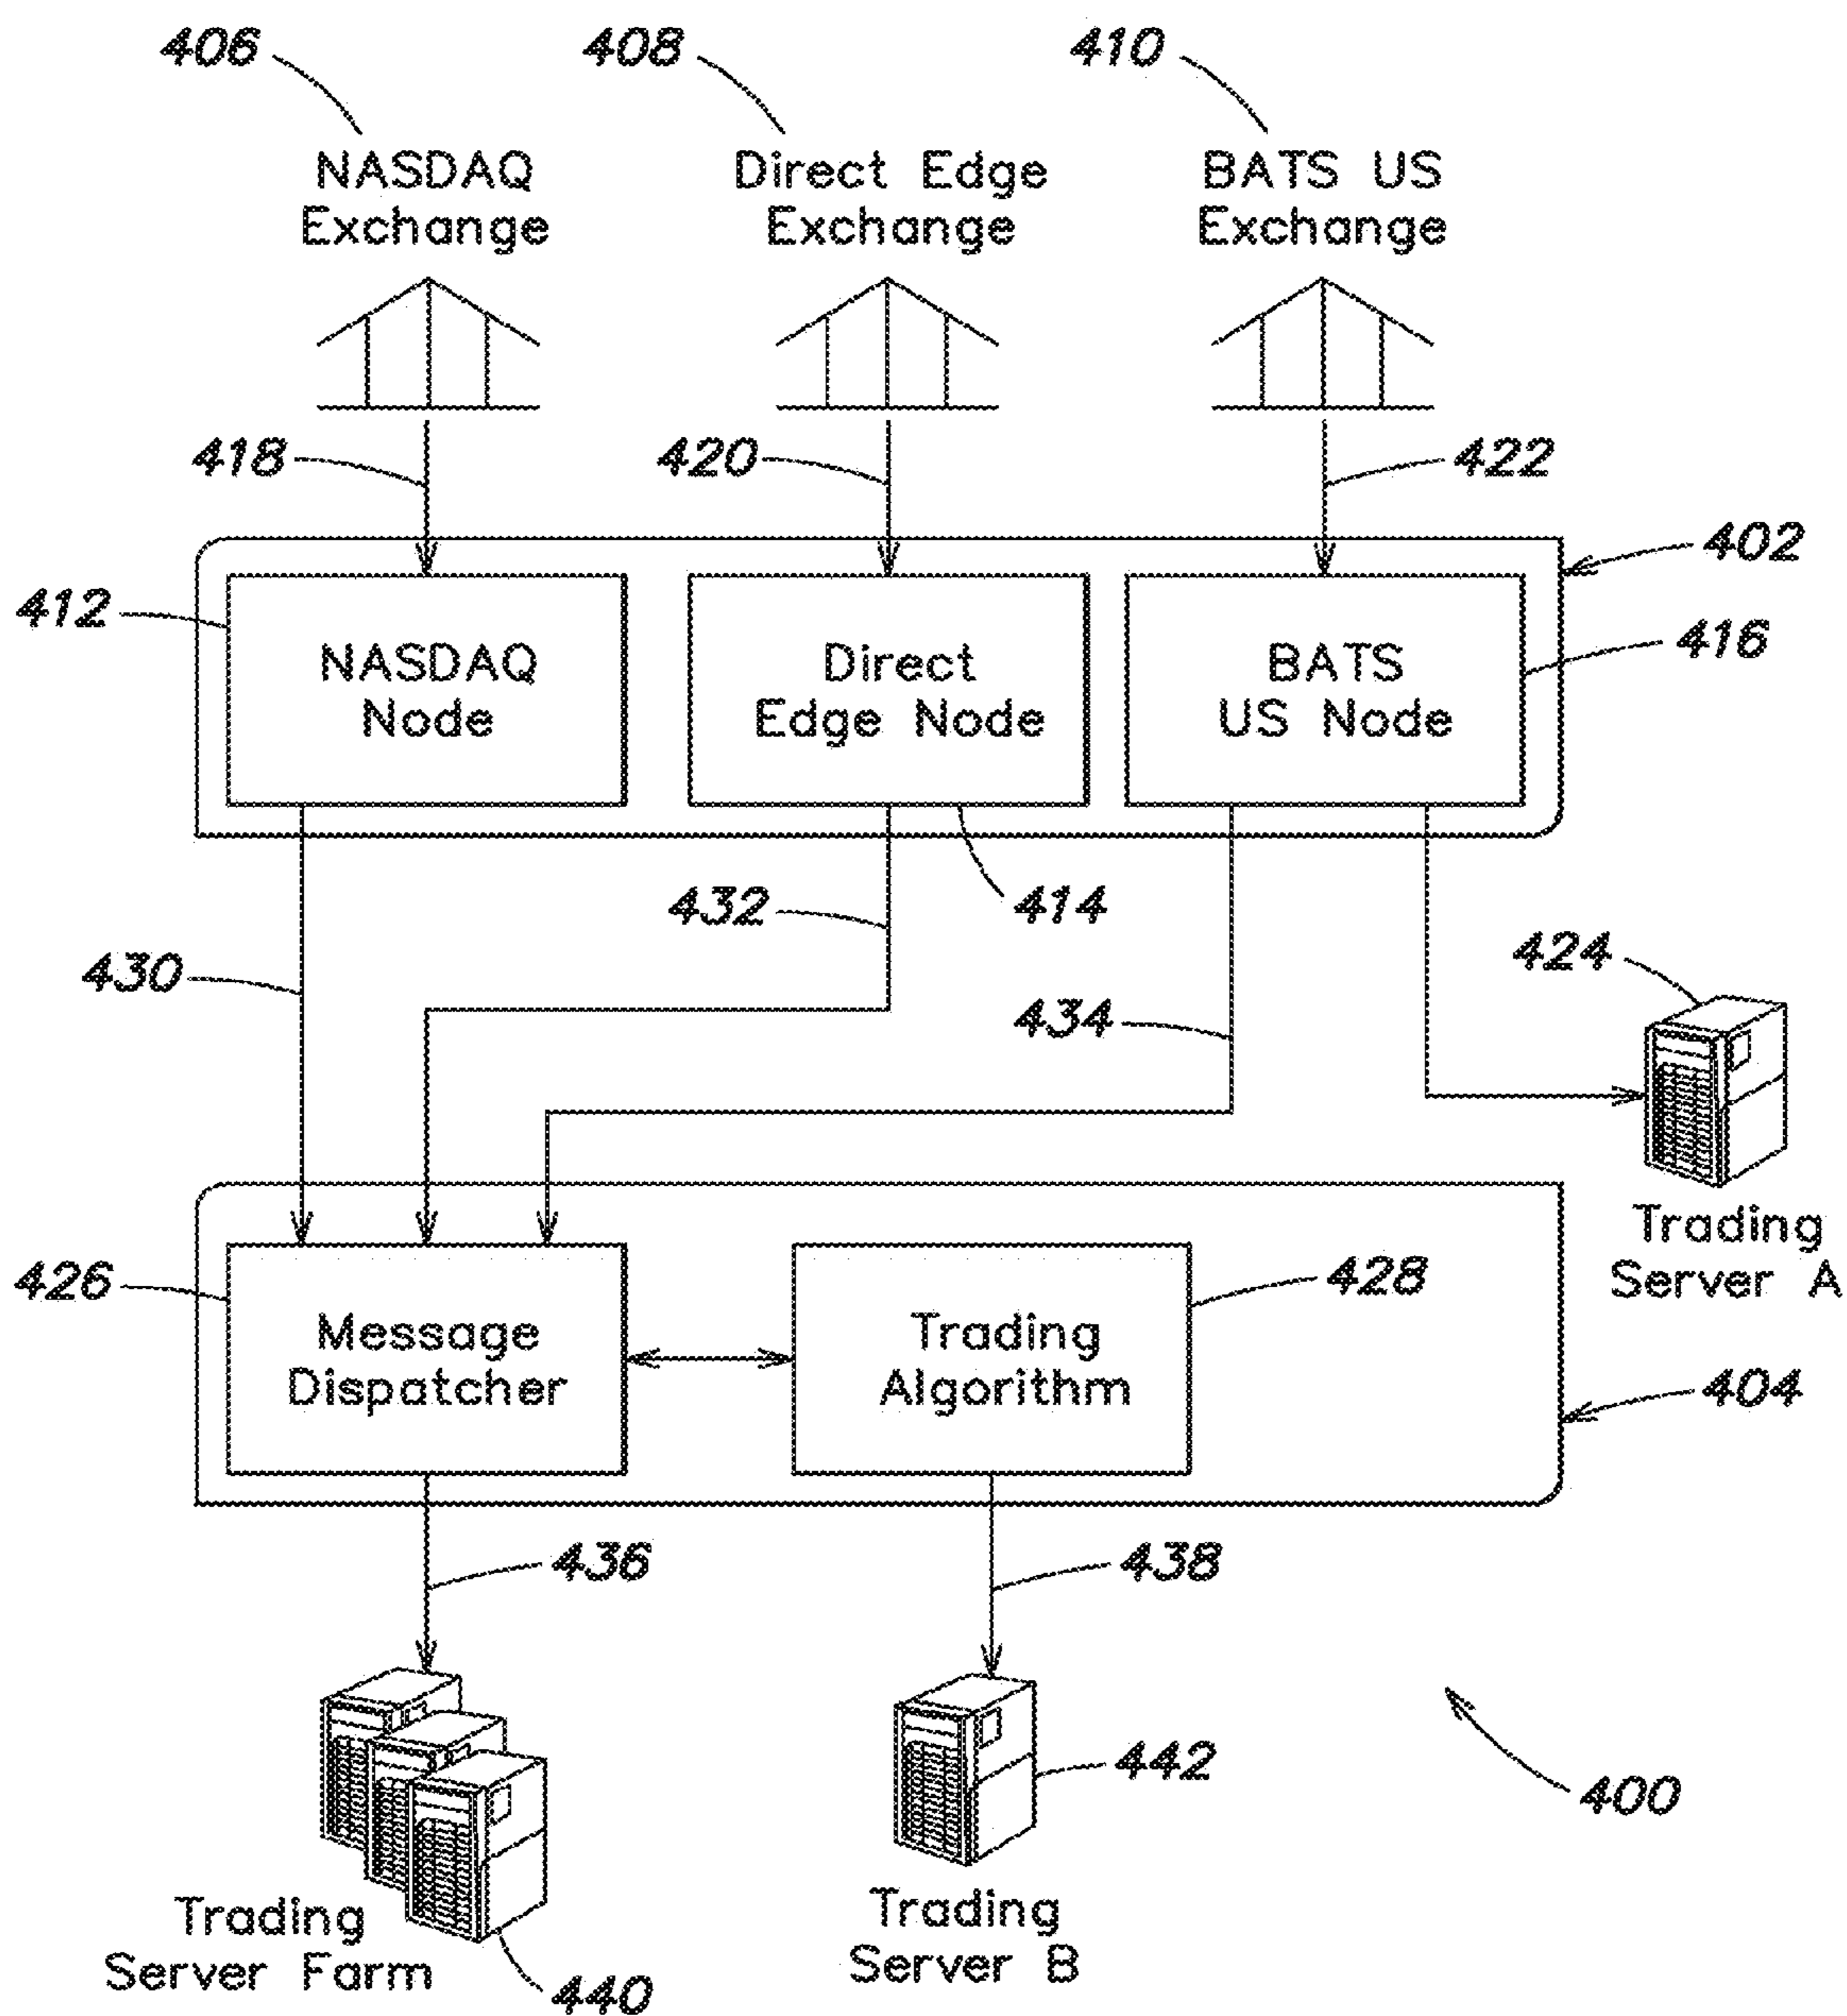 406
408
410
NASDAQ
Exchange
Direct Edge
Exchange
BATS US
Exchange
418
420
422
402
412
NASDAQ
Node
Direct
Edge Node
BATS
US Node
416
432
414
430
434
424
Trading
Server A
426
Message
Dispatcher
Trading
Algorithm
428
404
436
438
442
400
Trading
Server Farm
440
Trading
Server B